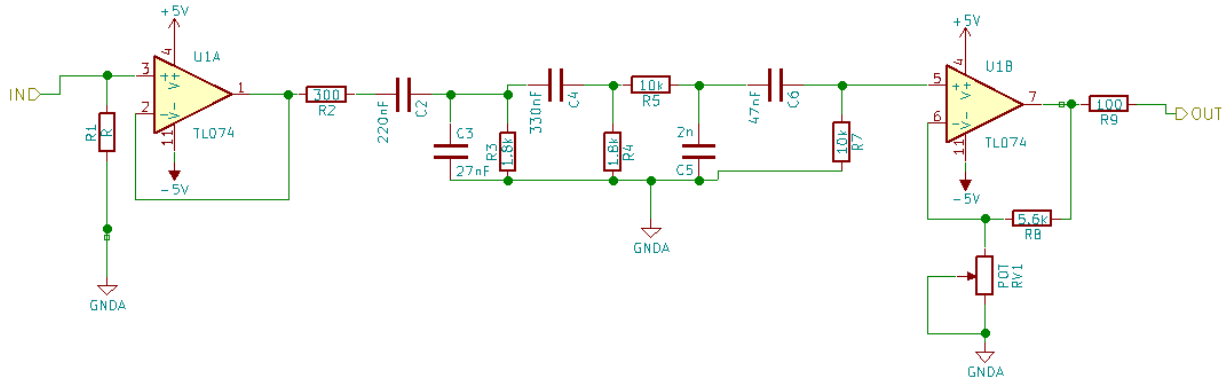 +5V
4
U1A
3
+
V+
1
2
-
V-
11
TL074
-5V
IN
R1
R
GNDA
300
R2
220nF
C2
C3
27nF
R3
1.8k
330nF
C4
10k
R5
R4
1.8k
2n
C5
47nF
C6
10k
R7
GNDA
+5V
4
U1B
5
+
V+
7
6
-
V-
11
TL074
-5V
100
R9
OUT
5.6k
R8
POT
RV1
GNDA